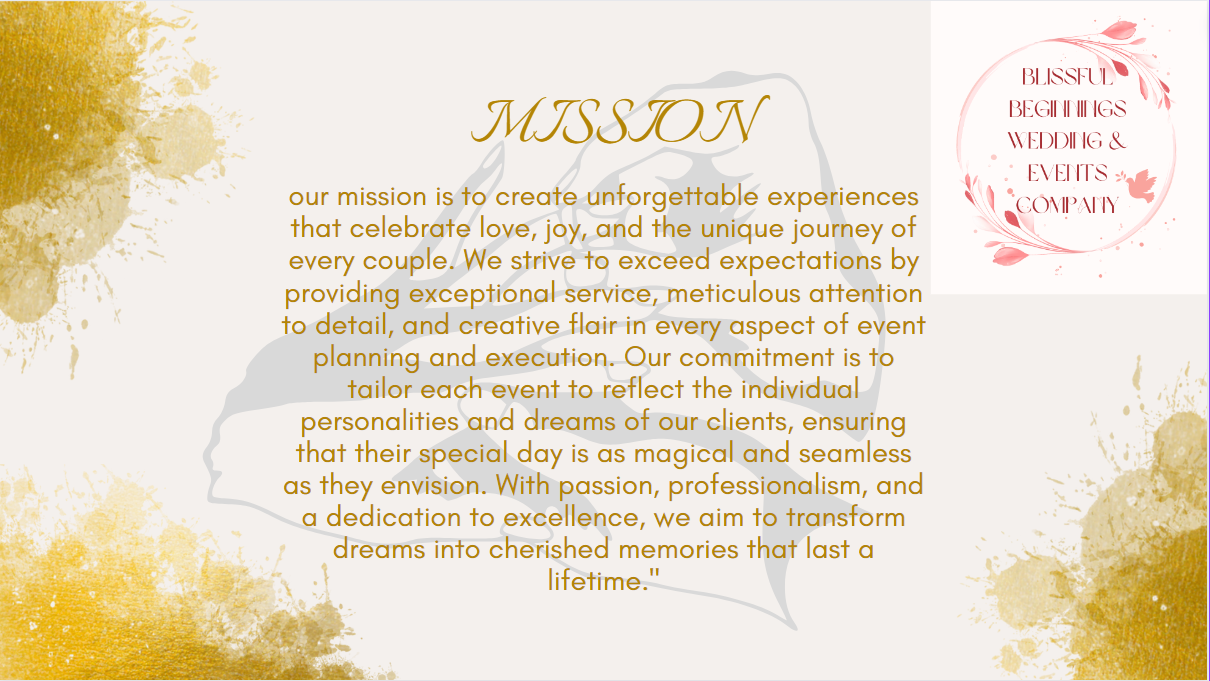 MISSION
our mission is to create unforgettable experiences
that celebrate love, joy, and the unique journey of
every couple. We strive to exceed expectations by
providing exceptional service, meticulous attention
to detail, and creative flair in every aspect of event
planning and execution. Our commitment is to
tailor each event to reflect the individual
personalities and dreams of our clients, ensuring
that their special day is as magical and seamless
as they envision. With passion, professionalism, and
a dedication to excellence, we aim to transform
dreams into cherished memories that last a
lifetime."
BLISSFUL
BEGINNINGS
WEDDING &
EVENTS
COMPANY